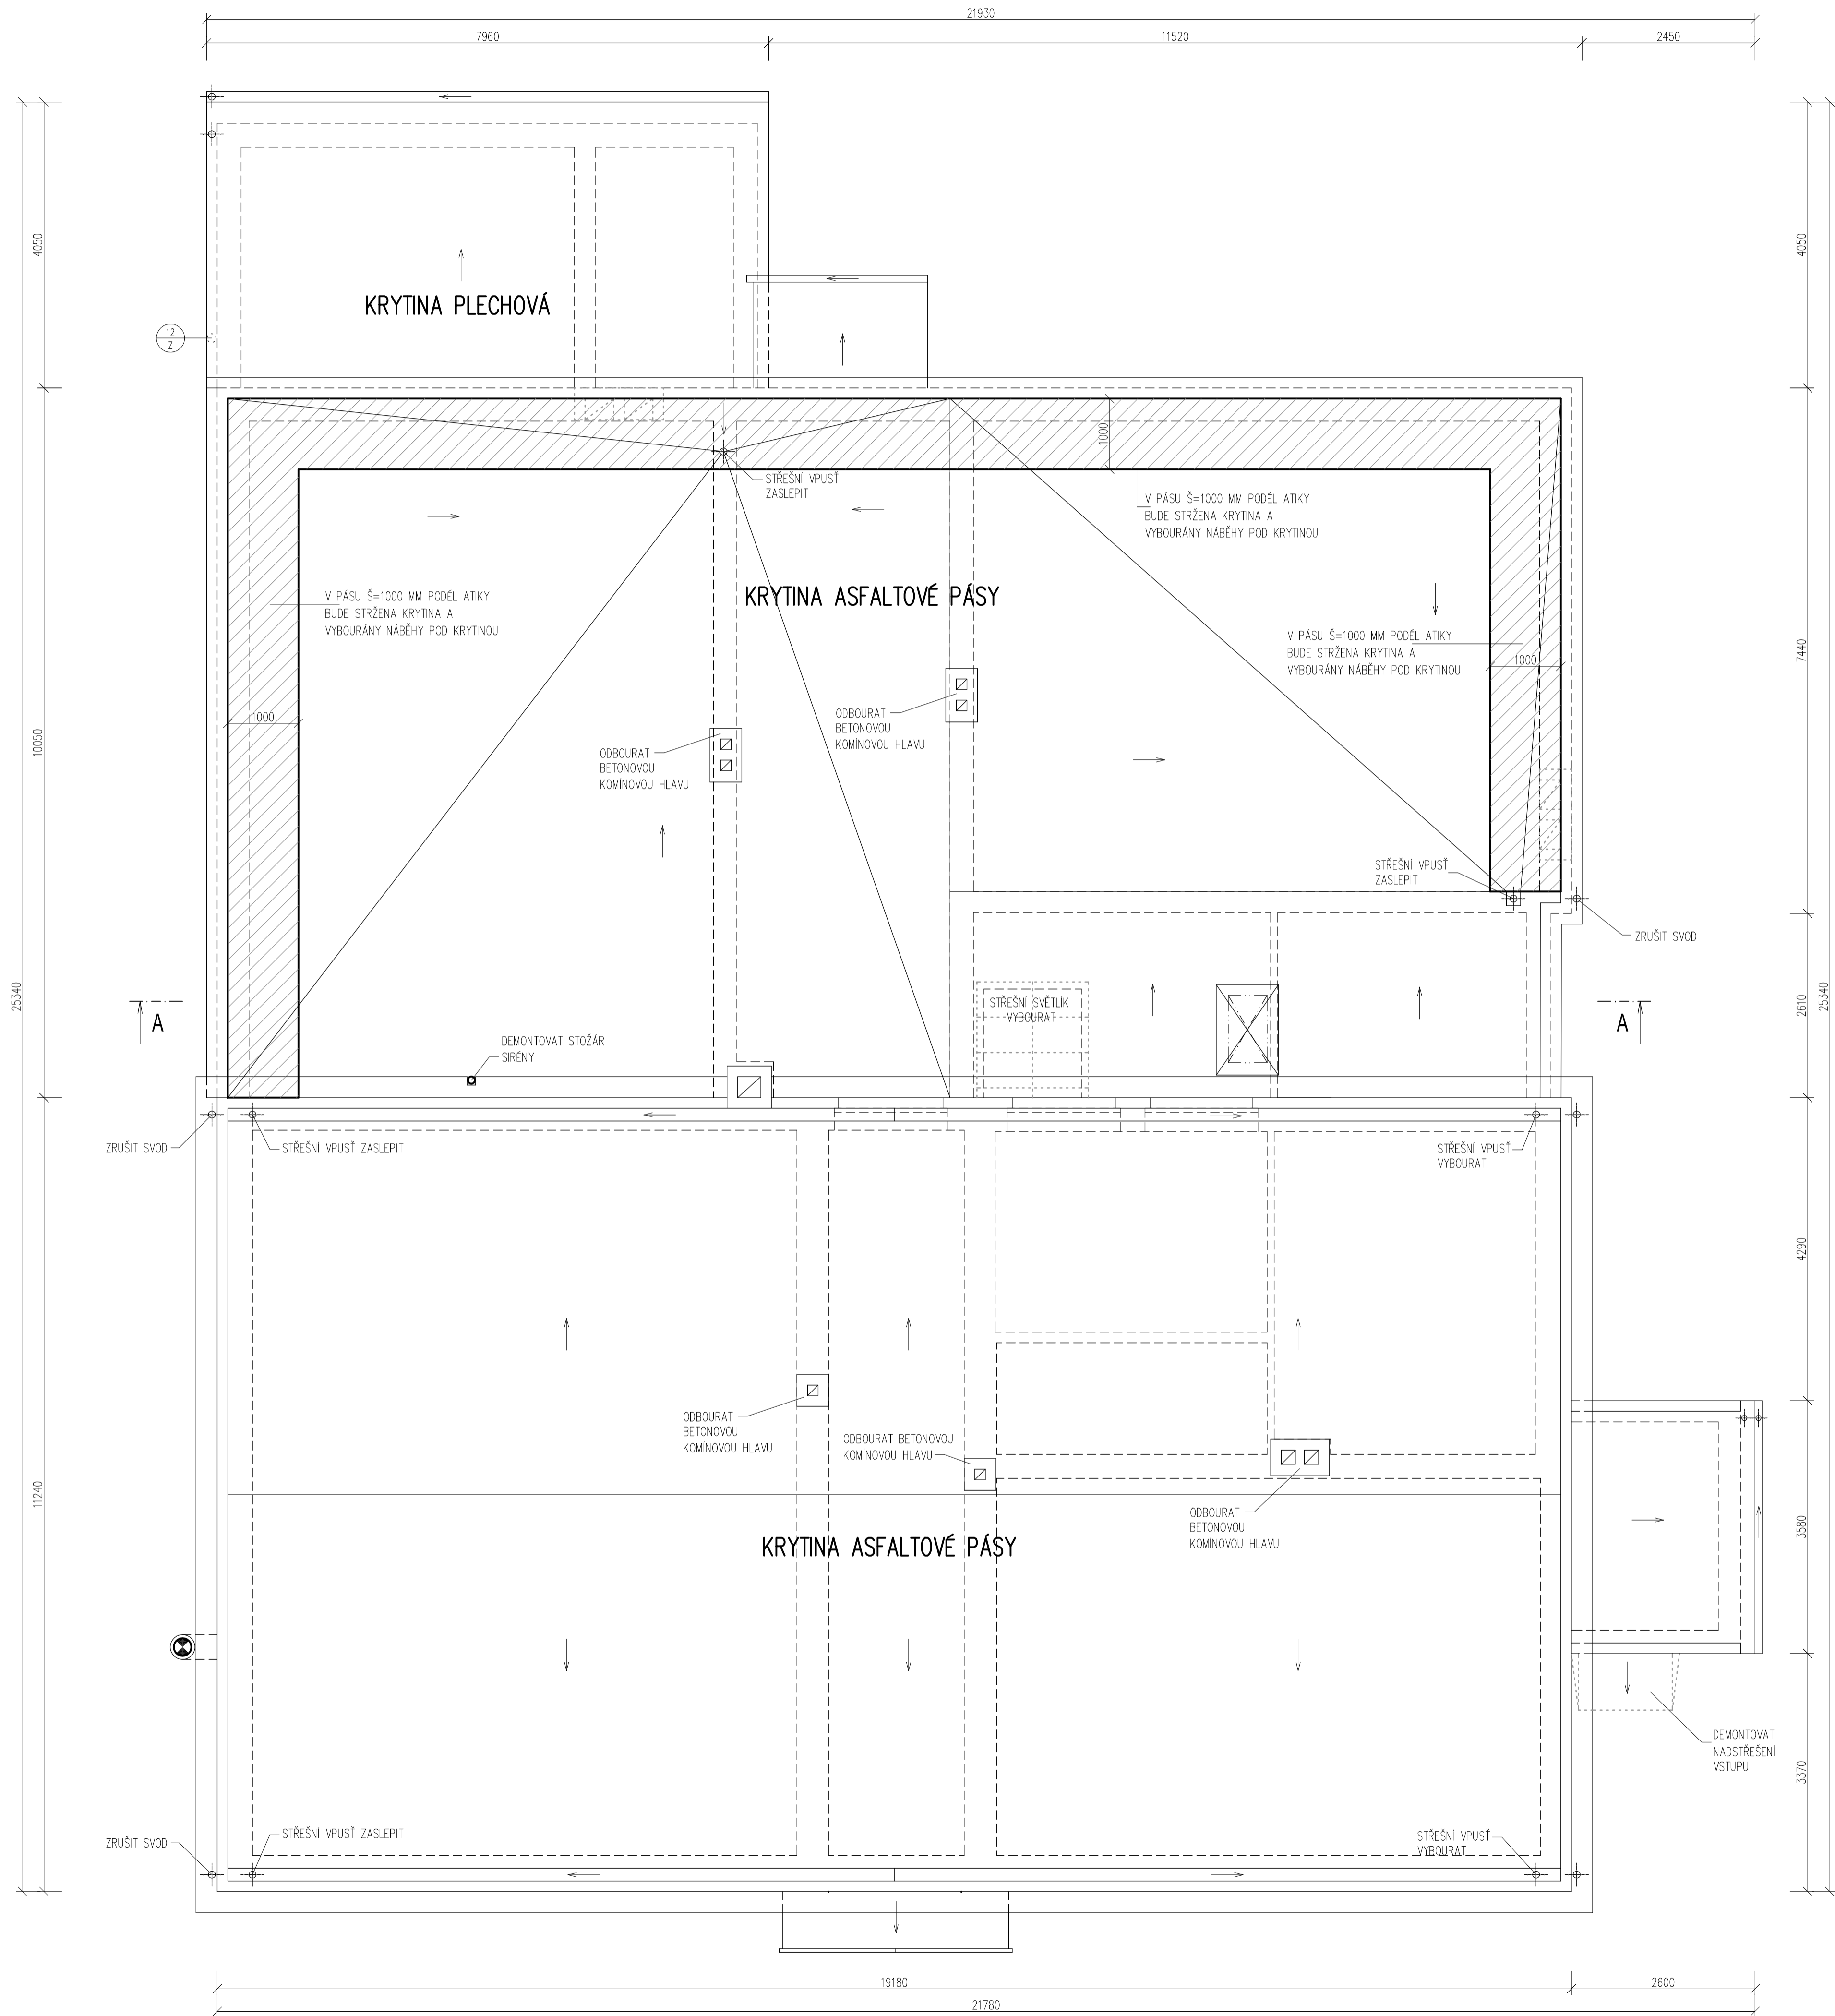 21930
7960
11520
2450
4050
4050
KRYTINA PLECHOVÁ
12
Z
1000
STŘEŠNÍ VPUSŤ
ZASLEPIT
V PÁSU Š=1000 MM PODÉL ATIKY
BUDE STRŽENA KRYTINA A
VYBOURÁNY NÁBĚHY POD KRYTINOU
KRYTINA ASFALTOVÉ PÁSY
V PÁSU Š=1000 MM PODÉL ATIKY
BUDE STRŽENA KRYTINA A
VYBOURÁNY NÁBĚHY POD KRYTINOU
V PÁSU Š=1000 MM PODÉL ATIKY
BUDE STRŽENA KRYTINA A
VYBOURÁNY NÁBĚHY POD KRYTINOU
1000
7440
1000
10050
ODBOURAT
BETONOVOU
KOMÍNOVOU HLAVU
ODBOURAT
BETONOVOU
KOMÍNOVOU HLAVU
STŘEŠNÍ VPUSŤ
ZASLEPIT
ZRUŠIT SVOD
25340
25340
2610
A
A
STŘEŠNÍ SVĚTLÍK
VYBOURAT
DEMONTOVAT STOŽÁR
SIRÉNY
ZRUŠIT SVOD
STŘEŠNÍ VPUSŤ ZASLEPIT
STŘEŠNÍ VPUSŤ
VYBOURAT
4290
ODBOURAT
BETONOVOU
KOMÍNOVOU HLAVU
ODBOURAT BETONOVOU
KOMÍNOVOU HLAVU
ODBOURAT
BETONOVOU
KOMÍNOVOU HLAVU
11240
3580
KRYTINA ASFALTOVÉ PÁSY
DEMONTOVAT
NADSTŘEŠENÍ
VSTUPU
3370
ZRUŠIT SVOD
STŘEŠNÍ VPUSŤ ZASLEPIT
STŘEŠNÍ VPUSŤ
VYBOURAT
19180
2600
21780